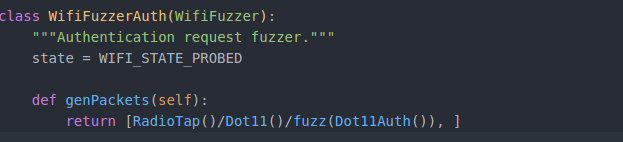 class WifiFuzzerAuth(WifiFuzzer):
    """Authentication request fuzzer."""
    state = WIFI_STATE_PROBED

    def genPackets(self):
        return [RadioTap()/Dot11()/fuzz(Dot11Auth()), ]